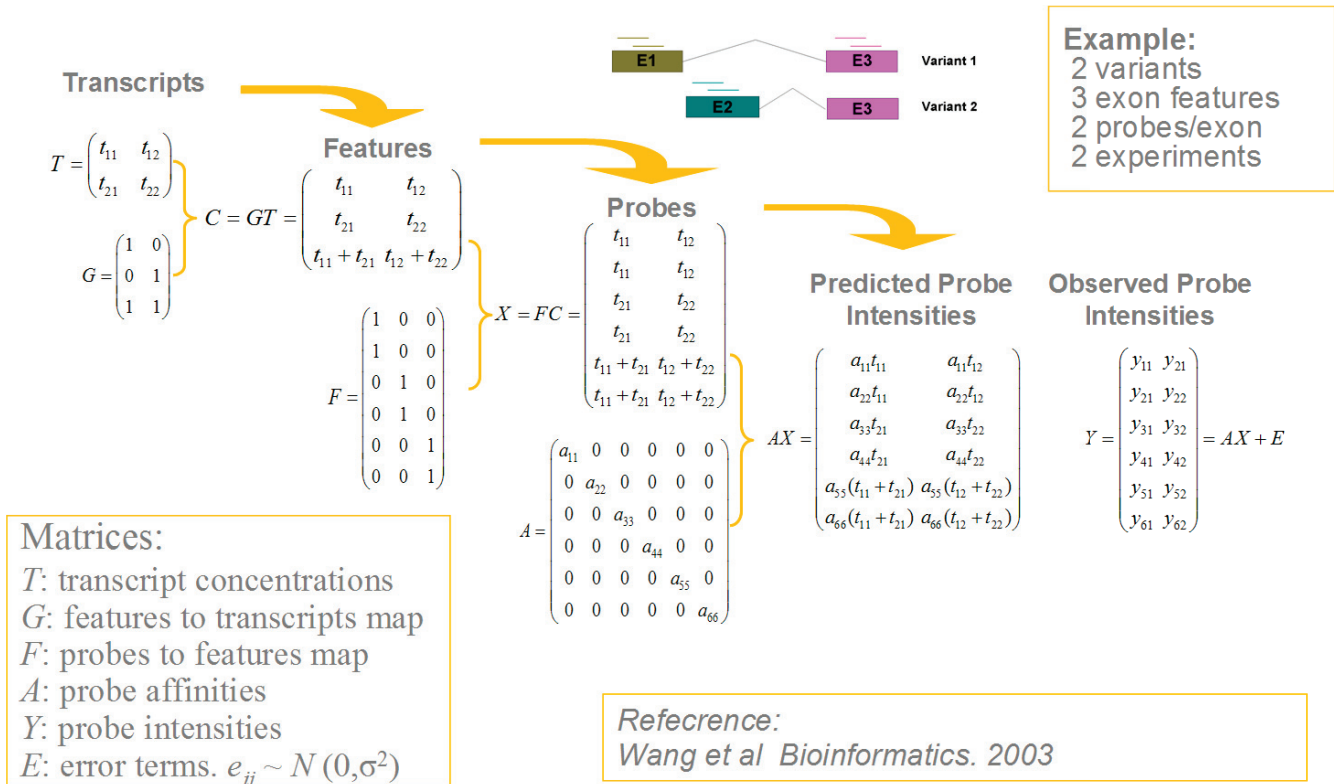 E1
E3
Variant 1
E2
E3
Variant 2
Example:
2 variants
3 exon features
2 probes/exon
2 experiments
Transcripts
T = ( t11 t12
t21 t22 )
G = ( 1 0
0 1
1 1 )
Features
C = GT = ( t11 t12
t21 t22
t11 + t21 t12 + t22 )
F = ( 1 0 0
1 0 0
0 1 0
0 1 0
0 0 1
0 0 1 )
Probes
X = FC = ( t11 t12
t11 t12
t21 t22
t21 t22
t11 + t21 t12 + t22
t11 + t21 t12 + t22 )
A = ( a11 0 0 0 0 0
0 a22 0 0 0 0
0 0 a33 0 0 0
0 0 0 a44 0 0
0 0 0 0 a55 0
0 0 0 0 0 a66 )
Predicted Probe
Intensities
AX = ( a11t11 a11t12
a22t11 a22t12
a33t21 a33t22
a44t21 a44t22
a55(t11 + t21) a55(t12 + t22)
a66(t11 + t21) a66(t12 + t22) )
Observed Probe
Intensities
Y = ( y11 y21
y21 y22
y31 y32
y41 y42
y51 y52
y61 y62 ) = AX + E
Matrices:
T: transcript concentrations
G: features to transcripts map
F: probes to features map
A: probe affinities
Y: probe intensities
E: error terms. eij ~ N (0,σ2)
Refecrence:
Wang et al Bioinformatics. 2003